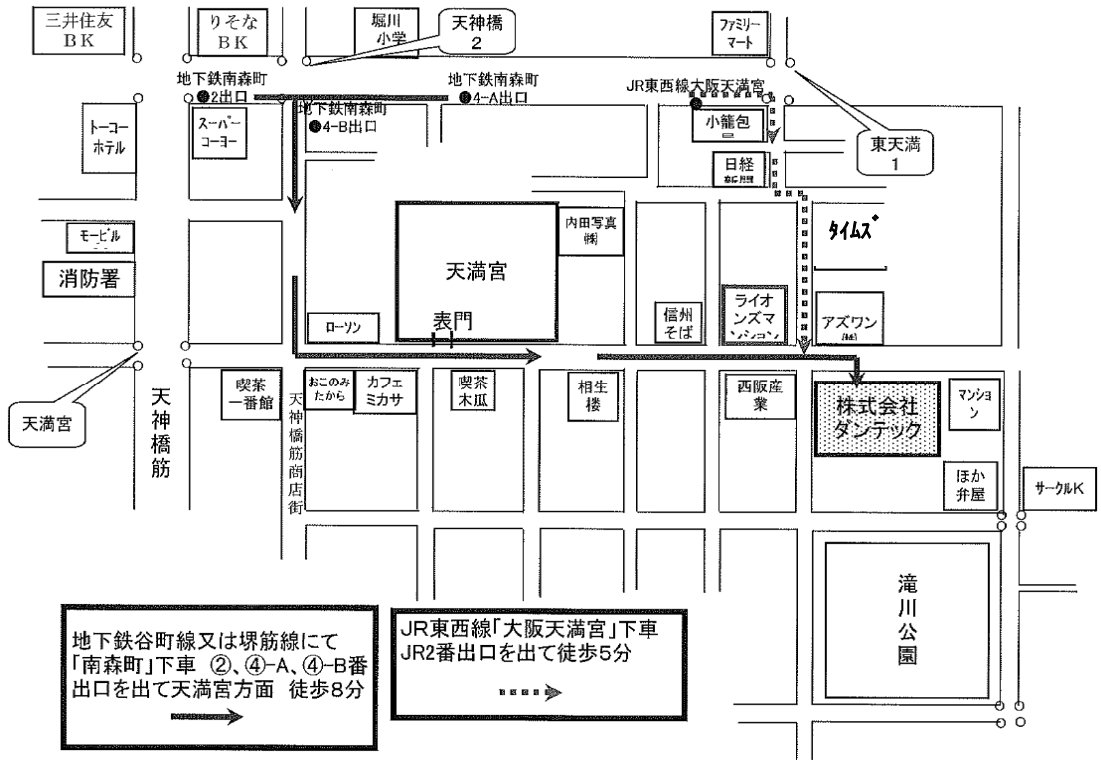 三井住友
BK
りそな
BK
堀川
小学
天神橋
2
ファミリー
マート
地下鉄南森町
2出口
地下鉄南森町
4-A出口
地下鉄南森町
4-B出口
JR東西線大阪天満宮
トーコー
ホテル
スーパー
コーヨー
小籠包
日経
新聞
東天満
1
モービル
消防署
天満宮
表門
内田写真
㈱
タイムズ
ローソン
信州
そば
ライオ
ンズマ
ンション
アズワン
㈱
天満宮
天神橋筋
喫茶
一番館
天神橋筋商店街
おこのみ
たから
カフェ
ミカサ
喫茶
木瓜
相生
楼
西阪産
業
株式会社
ダンテック
マンショ
ン
ほか
弁屋
サークルK
滝川公園
地下鉄谷町線又は堺筋線にて
「南森町」下車 ②、④-A、④-B番
出口を出て天満宮方面 徒歩8分
JR東西線「大阪天満宮」下車
JR2番出口を出て徒歩5分